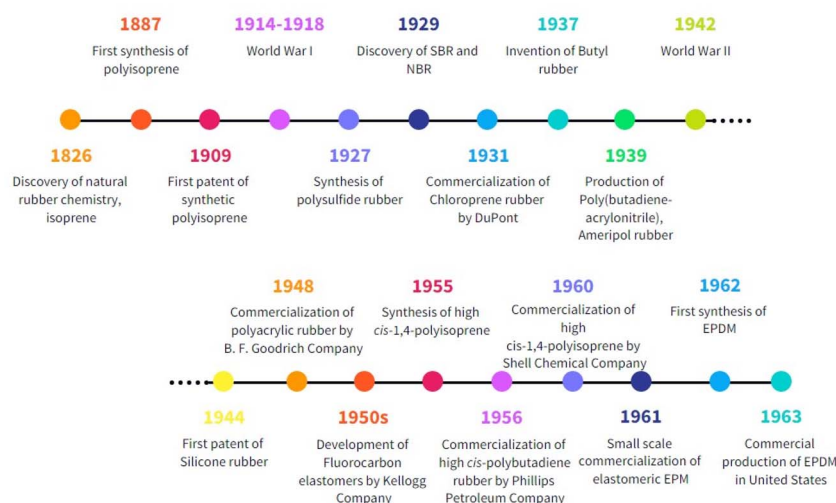 1887
First synthesis of
polyisoprene
1914-1918
World War I
1929
Discovery of SBR and
NBR
1937
Invention of Butyl
rubber
1942
World War II
1826
Discovery of natural
rubber chemistry,
isoprene
1909
First patent of
synthetic
polyisoprene
1927
Synthesis of
polysulfide rubber
1931
Commercialization of
Chloroprene rubber
by DuPont
1939
Production of
Poly(butadiene-
acrylonitrile),
Ameripol rubber
1948
Commercialization of
polyacrylic rubber by
B. F. Goodrich Company
1955
Synthesis of high
cis-1,4-polyisoprene
1960
Commercialization of
high
cis-1,4-polyisoprene by
Shell Chemical Company
1962
First synthesis of
EPDM
1944
First patent of
Silicone rubber
1950s
Development of
Fluorocarbon
elastomers by Kellogg
Company
1956
Commercialization of
high cis-polybutadiene
rubber by Phillips
Petroleum Company
1961
Small scale
commercialization of
elastomeric EPM
1963
Commercial
production of EPDM
in United States